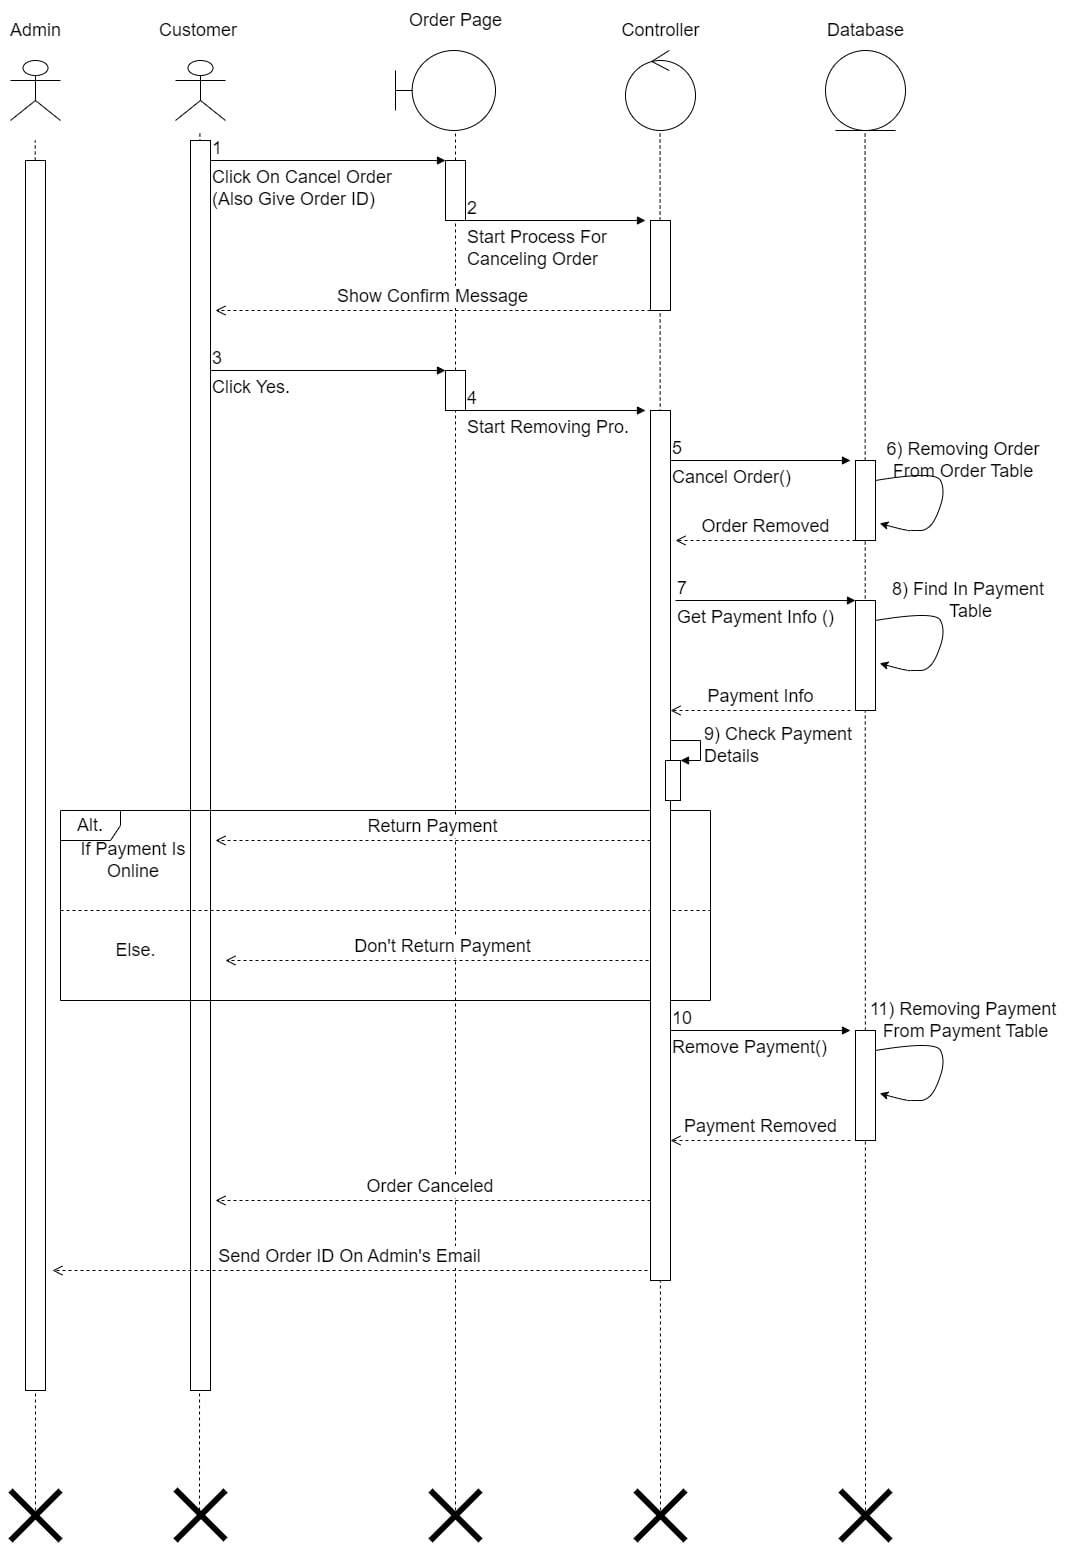 Admin
Customer
Order Page
Controller
Database
1
Click On Cancel Order
(Also Give Order ID)
2
Start Process For
Canceling Order
Show Confirm Message
3
Click Yes.
4
Start Removing Pro.
5
Cancel Order()
6) Removing Order
From Order Table
Order Removed
7
Get Payment Info ()
8) Find In Payment
Table
Payment Info
9) Check Payment
Details
Alt.
If Payment Is
Online
Return Payment
Else.
Don't Return Payment
10
Remove Payment()
11) Removing Payment
From Payment Table
Payment Removed
Order Canceled
Send Order ID On Admin's Email